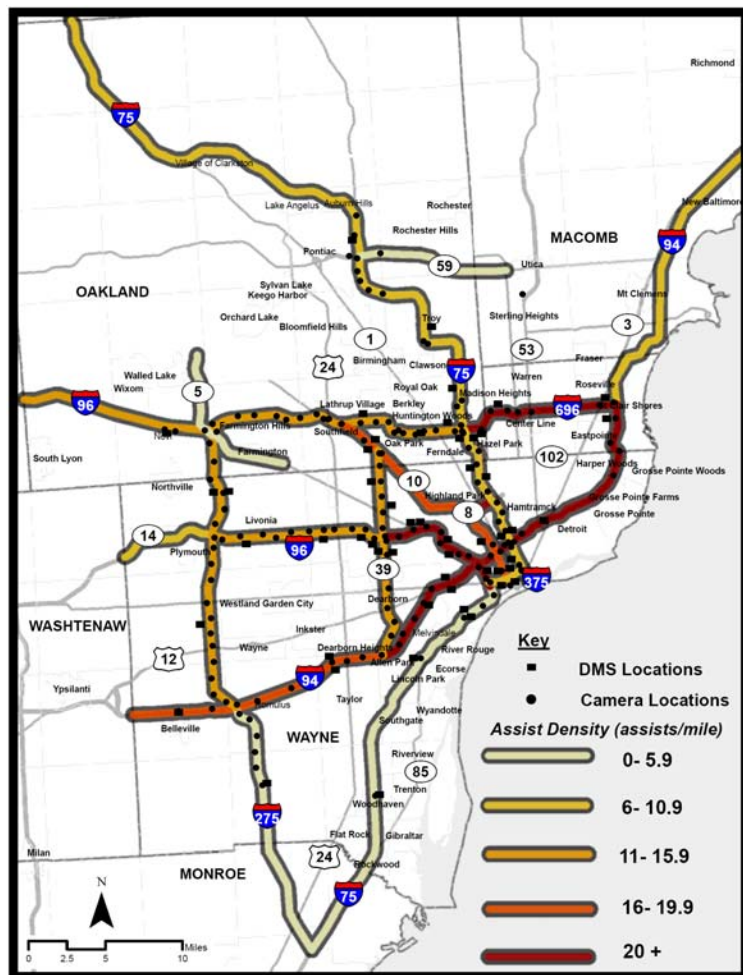 Richmond
75
Village of Clarkston
Lake Angelus
Auburn Hills
Rochester
New Baltimore
Rochester Hills
MACOMB
94
Pontiac
59
Utica
OAKLAND
Sylvan Lake
Keego Harbor
Mt Clemens
Orchard Lake
Bloomfield Hills
Troy
Sterling Heights
3
1
24
Birmingham
53
Walled Lake
Wixom
5
Clawson
75
Fraser
Warren
Royal Oak
Madison Heights
Roseville
96
Lathrup Village
Berkley
Huntington Woods
696
Clair Shores
Farmington Hills
Southfield
Center Line
Novi
Oak Park
Hazel Park
Eastpointe
South Lyon
Farmington
Ferndale
102
Harper Woods
Grosse Pointe Woods
Northville
10
Highland Park
8
Hamtramck
Grosse Pointe Farms
Grosse Pointe
Livonia
Detroit
14
Plymouth
96
39
375
Dearborn
Westland
Garden City
WASHTENAW
Inkster
Melvindale
Key
12
Wayne
Dearborn Heights
Allen Park
River Rouge
Ecorse
DMS Locations
94
Lincoln Park
Ypsilanti
Romulus
Taylor
Wyandotte
Camera Locations
Belleville
WAYNE
Southgate
Assist Density (assists/mile)
Riverview
0- 5.9
85
Trenton
Woodhaven
6- 10.9
275
Flat Rock
Gibraltar
Milan
24
Rockwood
11- 15.9
MONROE
75
N
16- 19.9
0 2.5 5 10
Miles
20 +